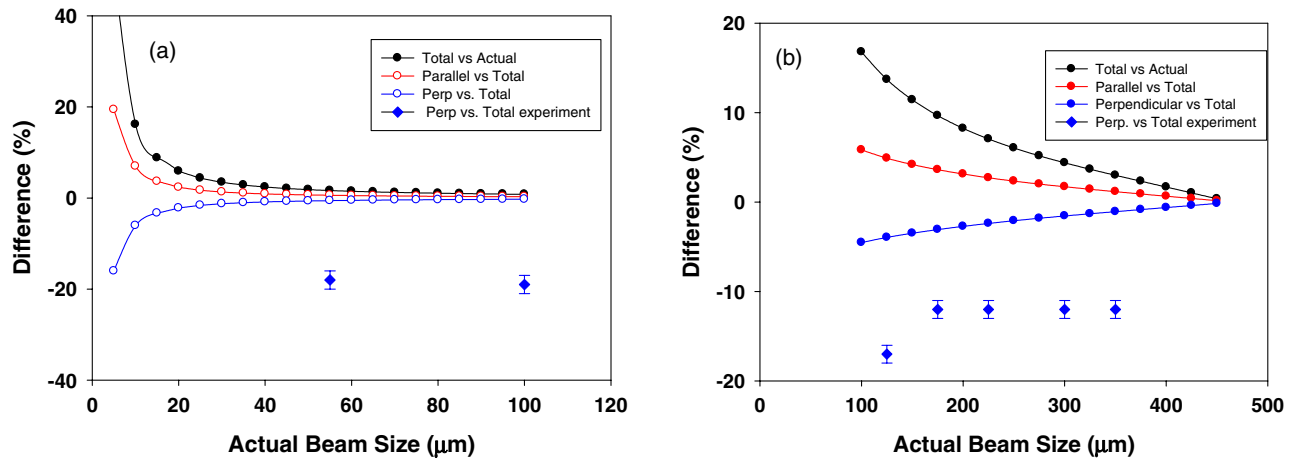 (a)
Total vs Actual
Parallel vs Total
Perp vs. Total
Perp vs. Total experiment
40
20
0
-20
-40
Difference (%)
0 20 40 60 80 100 120
Actual Beam Size (μm)
(b)
Total vs Actual
Parallel vs Total
Perpendicular vs Total
Perp. vs Total experiment
20
10
0
-10
-20
Difference (%)
0 100 200 300 400 500
Actual Beam Size (μm)